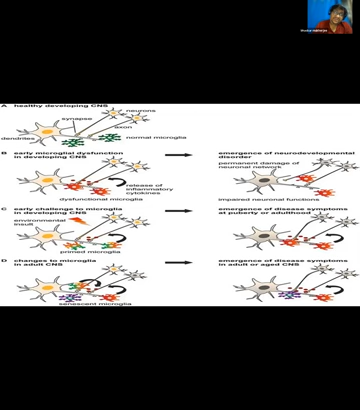 A healthy developing CNS
neurons
synapse
axon
dendrites
normal microglia
B early microglial dysfunction
in developing CNS
emergence of neurodevelopmental
disorder
permanent damage of
neuronal network
release of
inflammatory
cytokines
dysfunctional microglia
impaired neuronal functions
C early challenge to microglia
in developing CNS
emergence of disease symptoms
at puberty or adulthood
environmental
insult
primed microglia
D changes to microglia
in adult CNS
emergence of disease symptoms
in adult or aged CNS
senescent microglia